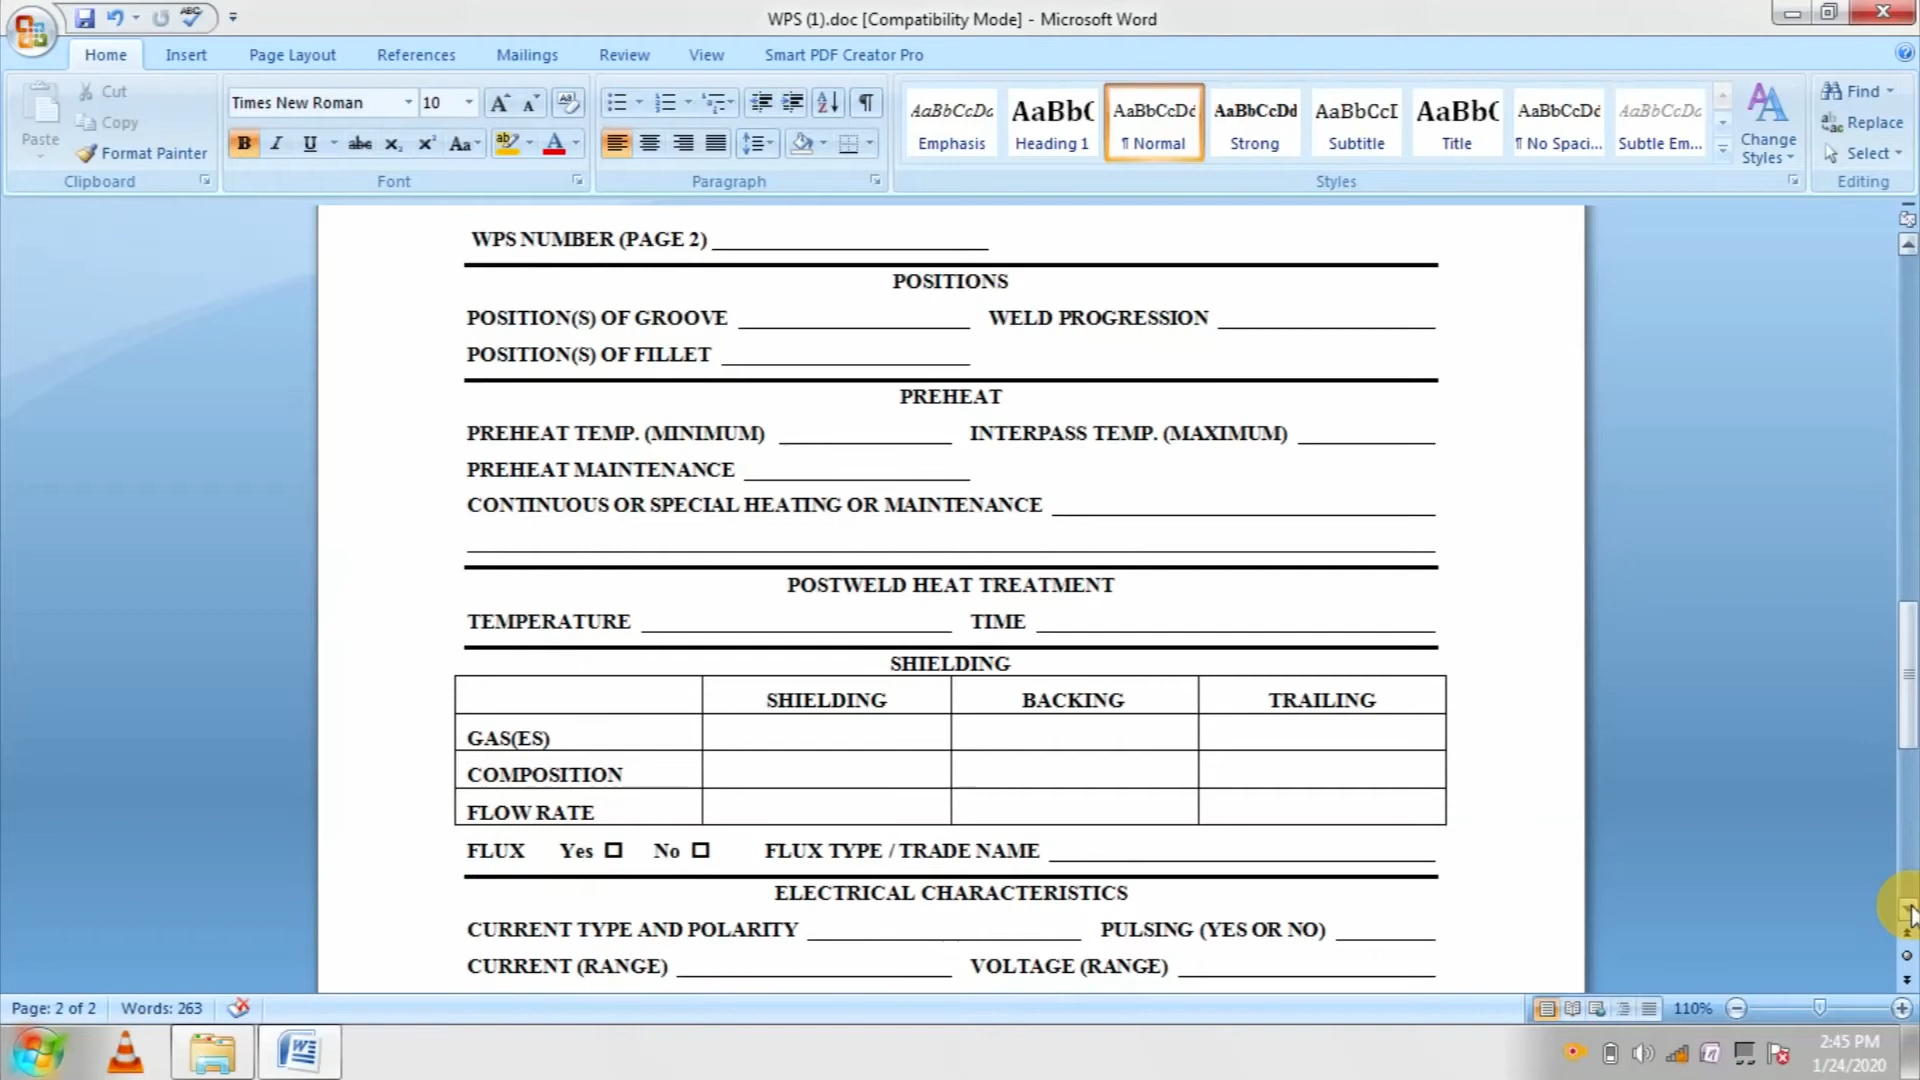 WPS (1).doc [Compatibility Mode] - Microsoft Word
Home Insert Page Layout References Mailings Review View Smart PDF Creator Pro
Paste
Cut
Copy
Format Painter
Clipboard
Times New Roman 10
Font
Paragraph
AaBbCcDc AaBbC AaBbCcDc AaBbCcDd AaBbCcI AaBbC AaBbCcDc AaBbCcDc
Emphasis Heading 1 ¶ Normal Strong Subtitle Title ¶ No Spaci... Subtle Em...
Change Styles
Styles
Find
Replace
Select
Editing
WPS NUMBER (PAGE 2)
POSITIONS
POSITION(S) OF GROOVE WELD PROGRESSION
POSITION(S) OF FILLET
PREHEAT
PREHEAT TEMP. (MINIMUM) INTERPASS TEMP. (MAXIMUM)
PREHEAT MAINTENANCE
CONTINUOUS OR SPECIAL HEATING OR MAINTENANCE
POSTWELD HEAT TREATMENT
TEMPERATURE TIME
SHIELDING
SHIELDING BACKING TRAILING
GAS(ES)
COMPOSITION
FLOW RATE
FLUX Yes ☐ No ☐ FLUX TYPE / TRADE NAME
ELECTRICAL CHARACTERISTICS
CURRENT TYPE AND POLARITY PULSING (YES OR NO)
CURRENT (RANGE) VOLTAGE (RANGE)
Page: 2 of 2 Words: 263 110%
2:45 PM
1/24/2020